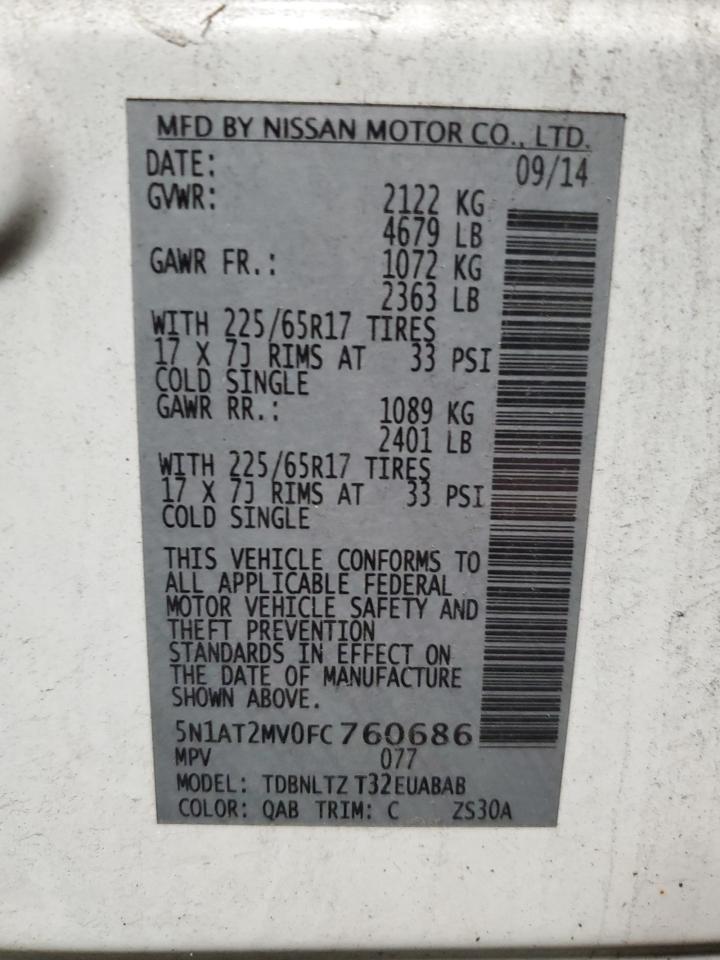 MFD BY NISSAN MOTOR CO., LTD.
DATE: 09/14
GVWR: 2122 KG
4679 LB
GAWR FR.: 1072 KG
2363 LB
WITH 225/65R17 TIRES
17 X 7J RIMS AT 33 PSI
COLD SINGLE
GAWR RR.: 1089 KG
2401 LB
WITH 225/65R17 TIRES
17 X 7J RIMS AT 33 PSI
COLD SINGLE
THIS VEHICLE CONFORMS TO
ALL APPLICABLE FEDERAL
MOTOR VEHICLE SAFETY AND
THEFT PREVENTION
STANDARDS IN EFFECT ON
THE DATE OF MANUFACTURE
SHOWN ABOVE.
5N1AT2MV0FC760686
MPV 077
MODEL: TDBNLTZ T32EUABAB
COLOR: QAB TRIM: C ZS30A